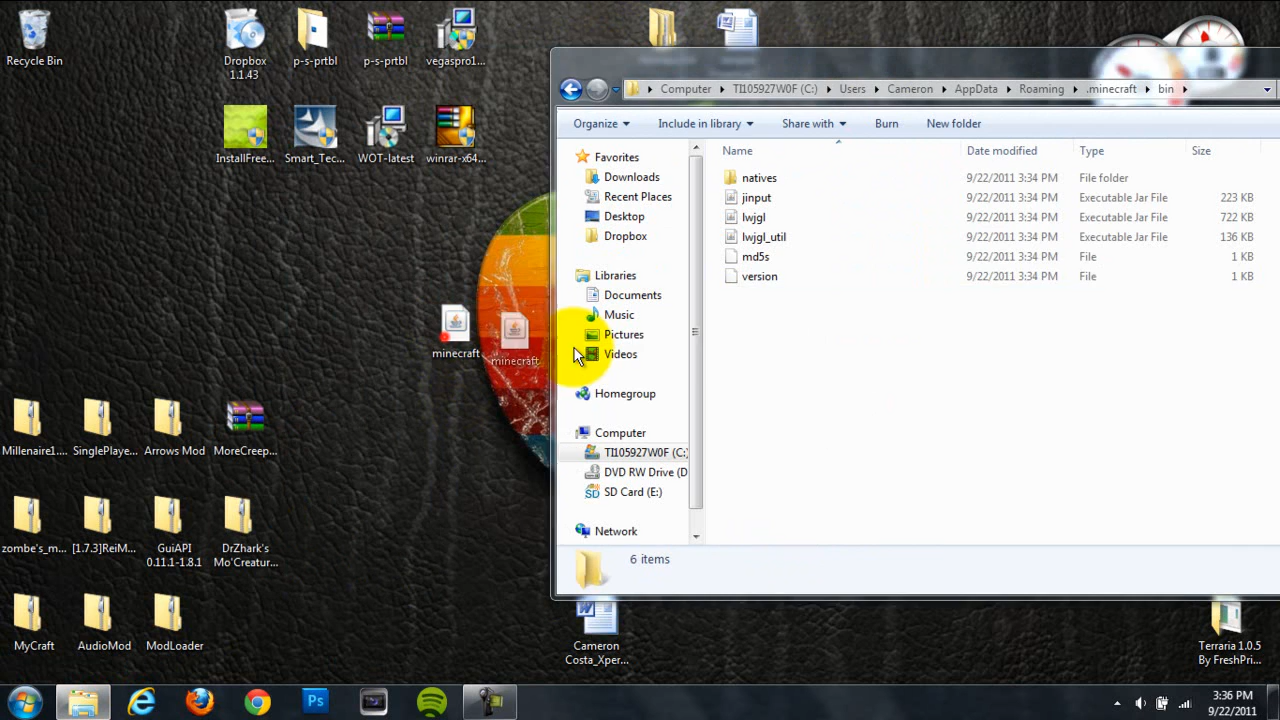 Recycle Bin
Dropbox
1.1.43
p-s-prtbl
p-s-prtbl
vegaspro1...
InstallFree...
Smart_Tec...
WOT-latest
winrar-x64...
Computer
TI105927W0F (C:)
Users
Cameron
AppData
Roaming
.minecraft
bin
Organize
Include in library
Share with
Burn
New folder
Favorites
Downloads
Recent Places
Desktop
Dropbox
Libraries
Documents
Music
Pictures
Videos
Homegroup
Computer
TI105927W0F (C:)
DVD RW Drive (D
SD Card (E:)
Network
Name Date modified Type Size
natives 9/22/2011 3:34 PM File folder
jinput 9/22/2011 3:34 PM Executable Jar File 223 KB
lwjgl 9/22/2011 3:34 PM Executable Jar File 722 KB
lwjgl_util 9/22/2011 3:34 PM Executable Jar File 136 KB
md5s 9/22/2011 3:34 PM File 1 KB
version 9/22/2011 3:34 PM File 1 KB
6 items
minecraft
minecraft
Millenaire1....
SinglePlaye...
Arrows Mod
MoreCreep...
zombe's_m...
[1.7.3]ReiM...
GuiAPI
0.11.1-1.8.1
DrZhark's
Mo'Creatur...
MyCraft
AudioMod
ModLoader
Cameron
Costa_Xper...
Terraria 1.0.5
By FreshPri...
Ps
3:36 PM
9/22/2011